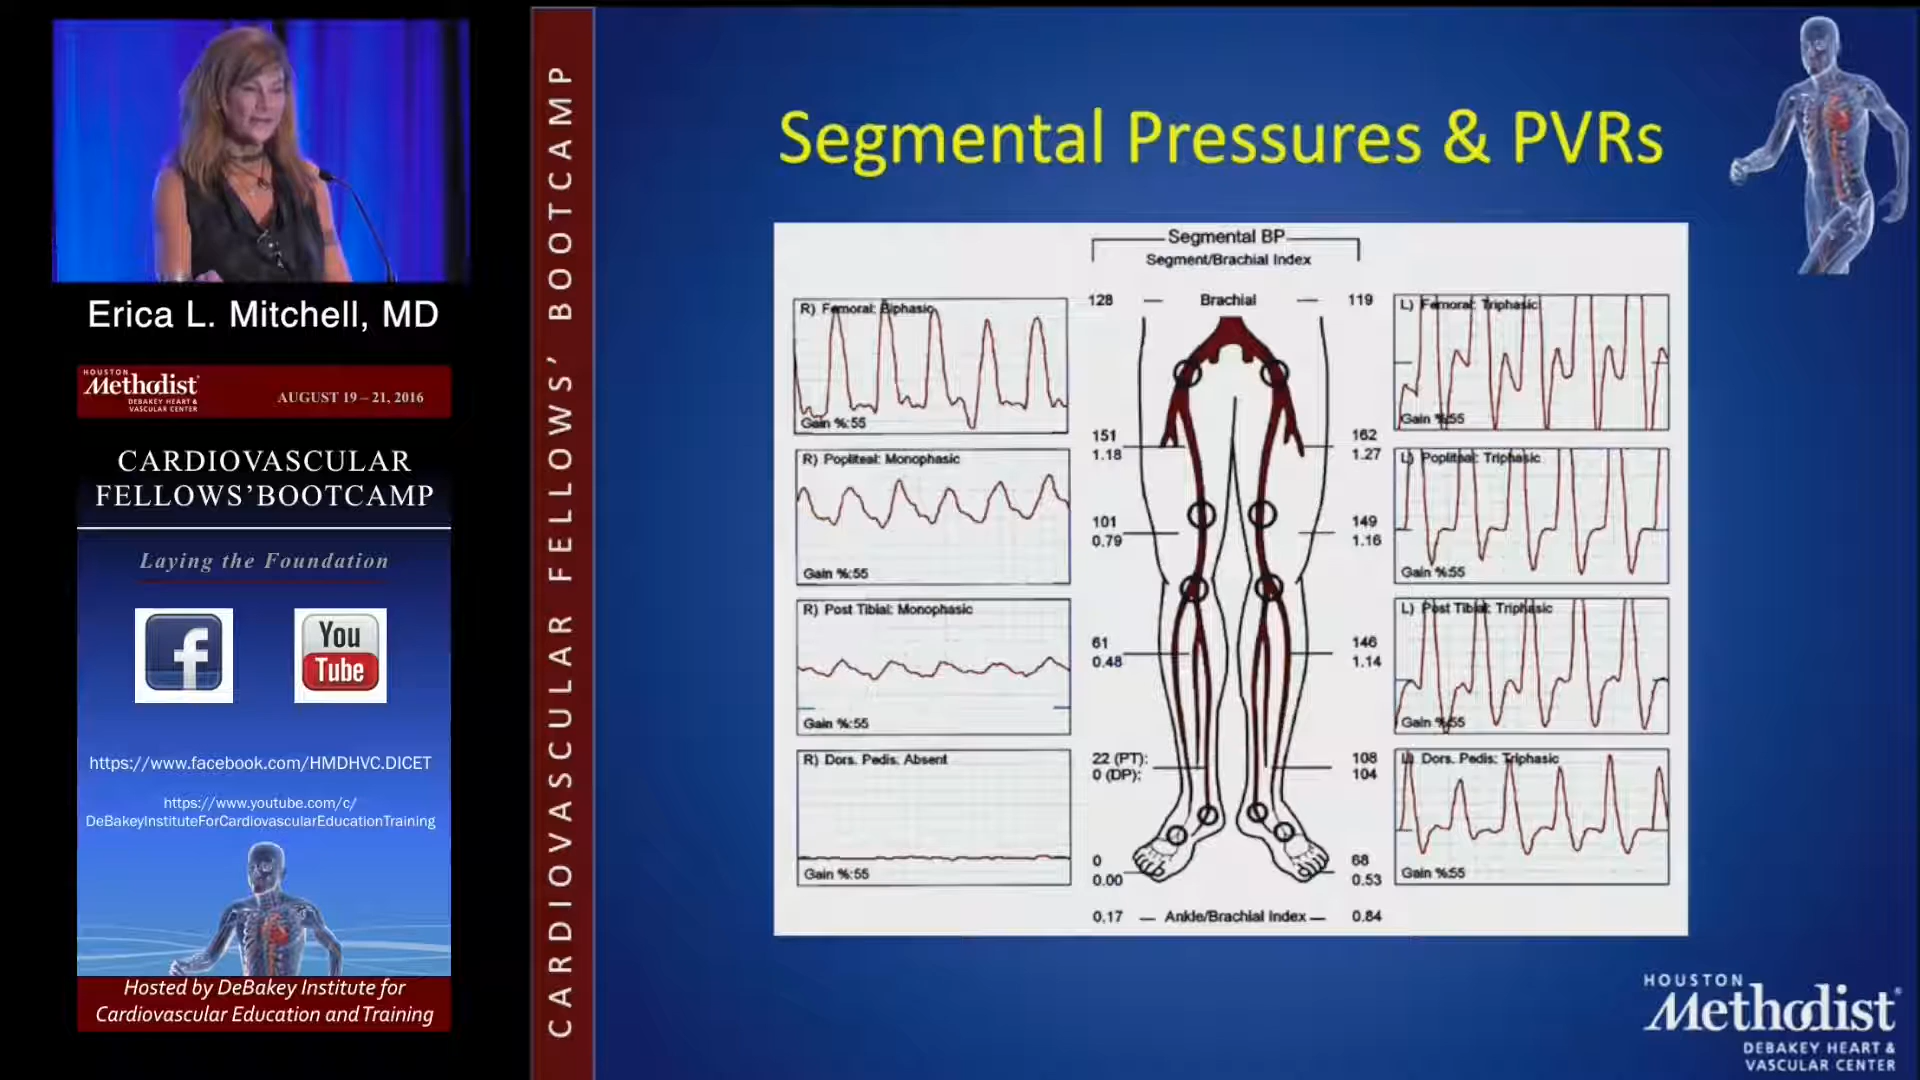 Erica L. Mitchell, MD
HOUSTON
Methodist
DEBAKEY HEART &
VASCULAR CENTER
AUGUST 19 – 21, 2016
CARDIOVASCULAR
FELLOWS'BOOTCAMP
Laying the Foundation
f
You
Tube
https://www.facebook.com/HMDHVC.DICET
https://www.youtube.com/c/
DeBakeyInstituteForCardiovascularEducationTraining
Hosted by DeBakey Institute for
Cardiovascular Education and Training
CARDIOVASCULAR FELLOWS' BOOTCAMP
Segmental Pressures & PVRs
Segmental BP
Segment/Brachial Index
128 — Brachial — 119
R) Femoral: Biphasic
Gain %:55
R) Popliteal: Monophasic
Gain %:55
R) Post Tibial: Monophasic
Gain %:55
R) Dors. Pedis: Absent
Gain %:55
151
1.18
101
0.79
61
0.48
22 (PT):
0 (DP):
0
0.00
162
1.27
149
1.16
146
1.14
108
104
68
0.53
0.17 — Ankle/Brachial Index — 0.84
L) Femoral: Triphasic
Gain %:55
L) Popliteal: Triphasic
Gain %:55
L) Post Tibial: Triphasic
Gain %:55
L) Dors. Pedis: Triphasic
Gain %:55
HOUSTON
Methodist
DEBAKEY HEART &
VASCULAR CENTER